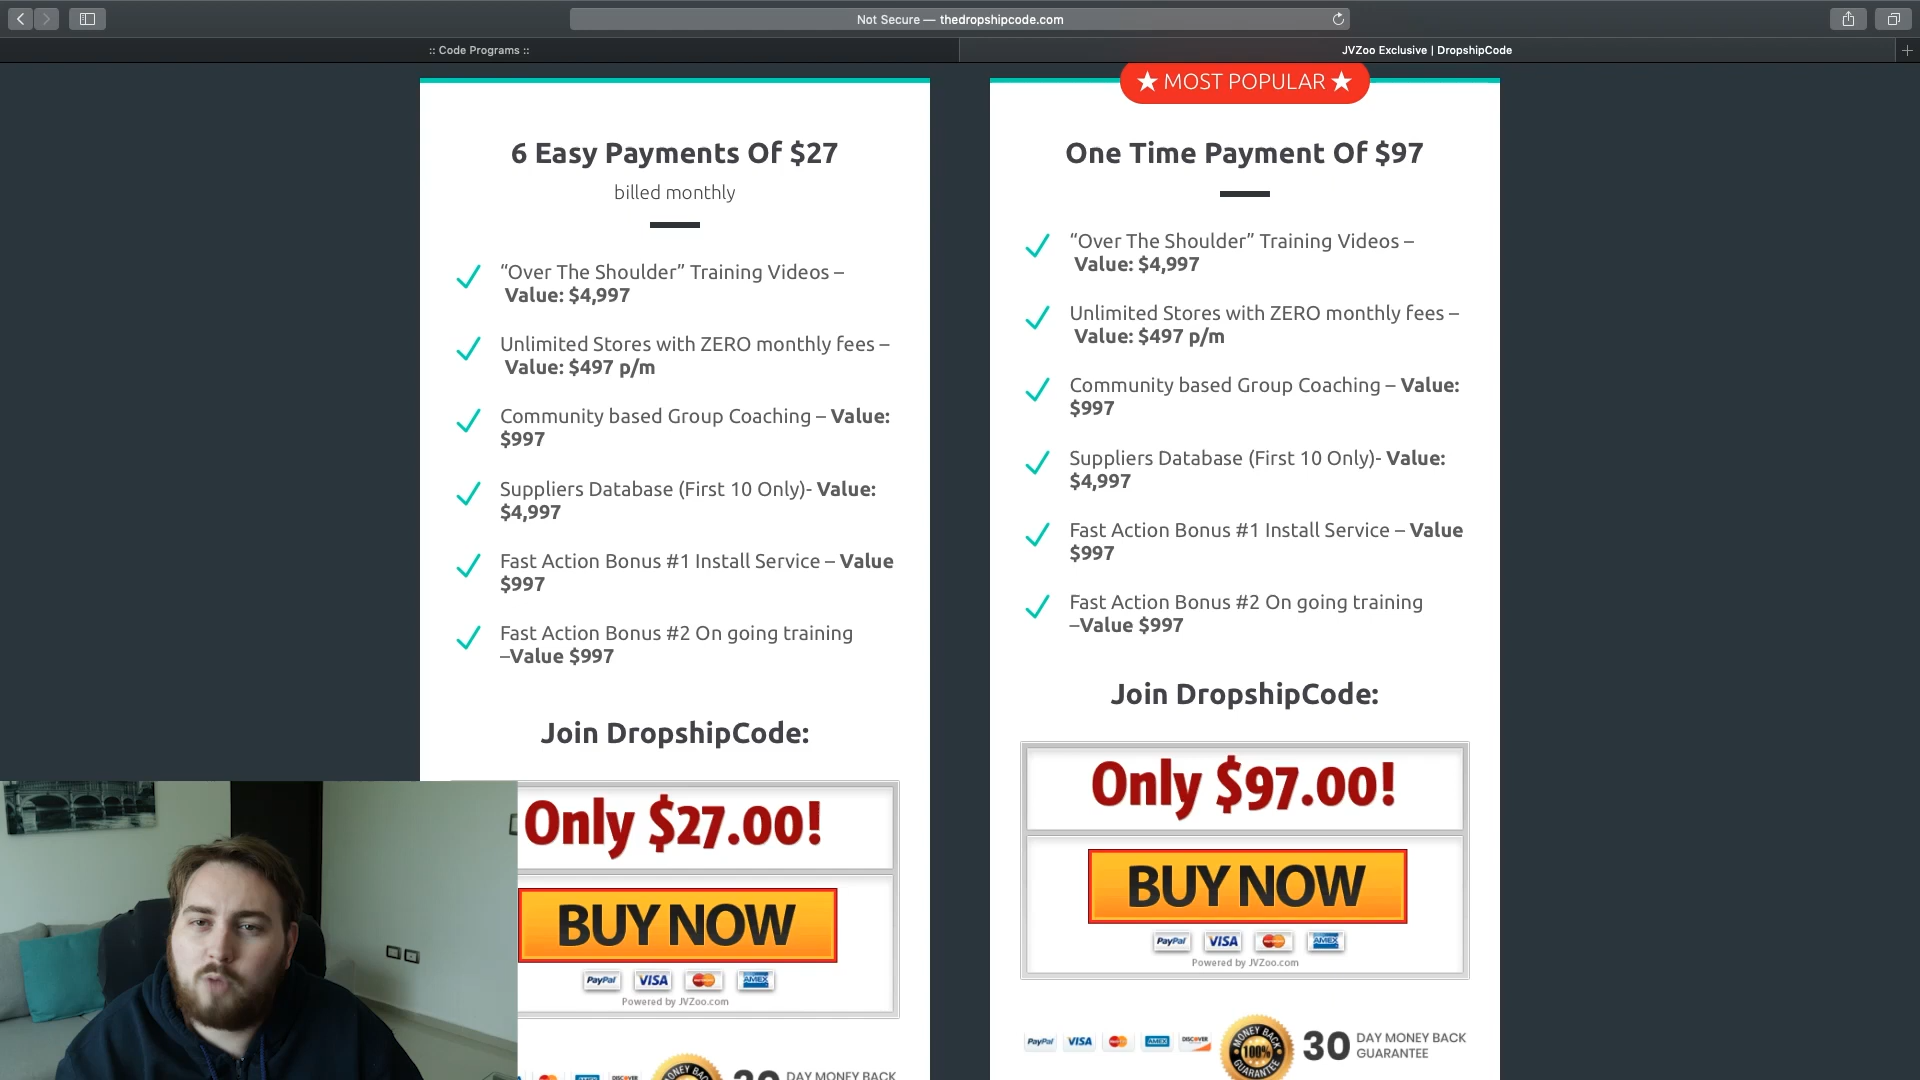 Not Secure — thedropshipcode.com
:: Code Programs ::
JVZoo Exclusive | DropshipCode
6 Easy Payments Of $27
billed monthly
“Over The Shoulder” Training Videos –
Value: $4,997
Unlimited Stores with ZERO monthly fees –
Value: $497 p/m
Community based Group Coaching – Value:
$997
Suppliers Database (First 10 Only)- Value:
$4,997
Fast Action Bonus #1 Install Service – Value
$997
Fast Action Bonus #2 On going training
–Value $997
Join DropshipCode:
Only $27.00!
BUY NOW
PayPal VISA MasterCard AMEX
Powered by JVZoo.com
AMEX DISCOVER
MONEY BACK
30 DAY MONEY BACK
★ MOST POPULAR ★
One Time Payment Of $97
“Over The Shoulder” Training Videos –
Value: $4,997
Unlimited Stores with ZERO monthly fees –
Value: $497 p/m
Community based Group Coaching – Value:
$997
Suppliers Database (First 10 Only)- Value:
$4,997
Fast Action Bonus #1 Install Service – Value
$997
Fast Action Bonus #2 On going training
–Value $997
Join DropshipCode:
Only $97.00!
BUY NOW
PayPal VISA MasterCard AMEX
Powered by JVZoo.com
PayPal VISA AMEX DISCOVER
MONEY BACK
100%
30 DAY MONEY BACK
GUARANTEE